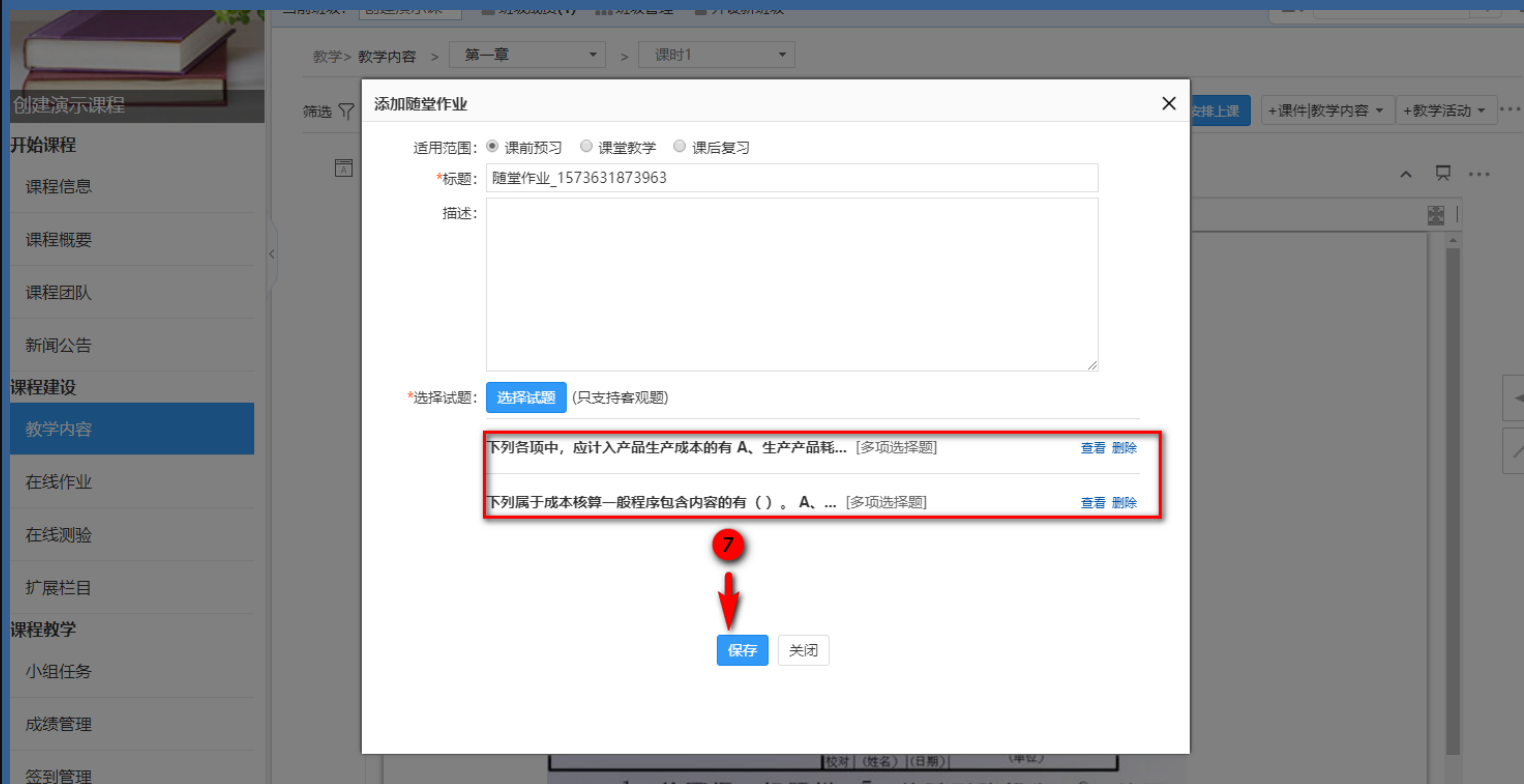 创建演示课程
开始课程
课程信息
课程概要
课程团队
新闻公告
课程建设
教学内容
在线作业
在线测验
扩展栏目
课程教学
小组任务
成绩管理
签到管理
教学> 教学内容 > 第一章 > 课时1
筛选
安排上课 +课件|教学内容 +教学活动
添加随堂作业
适用范围: 课前预习 课堂教学 课后复习
*标题: 随堂作业_1573631873963
描述:
*选择试题: 选择试题 (只支持客观题)
下列各项中，应计入产品生产成本的有 A、生产产品耗... [多项选择题] 查看 删除
下列属于成本核算一般程序包含内容的有（ ）。 A、... [多项选择题] 查看 删除
7
保存 关闭
校对 (姓名) (日期) (单位)